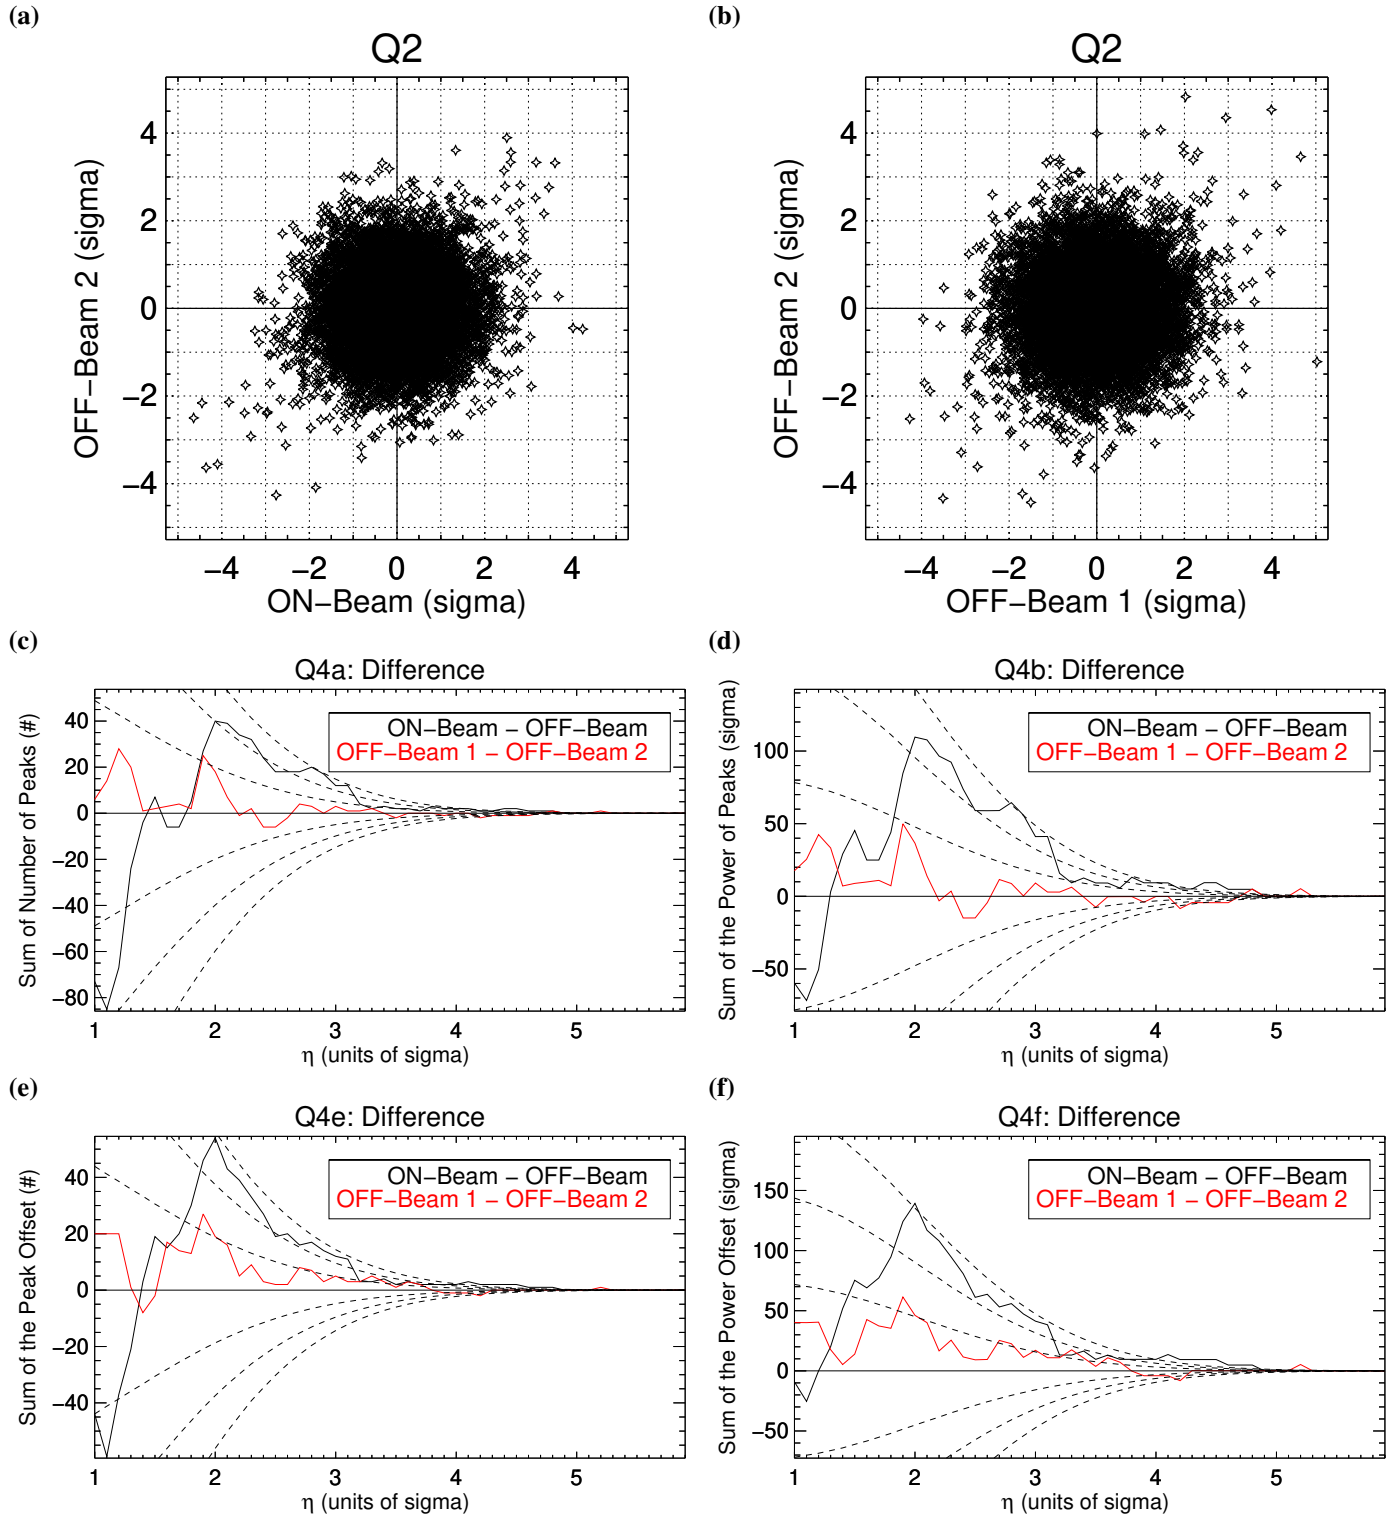 (a)
Q2
OFF−Beam 2 (sigma)
4
2
0
−2
−4
−4 −2 0 2 4
ON−Beam (sigma)
(b)
Q2
OFF−Beam 2 (sigma)
4
2
0
−2
−4
−4 −2 0 2 4
OFF−Beam 1 (sigma)
(c)
Q4a: Difference
Sum of Number of Peaks (#)
40
20
0
−20
−40
−60
−80
ON−Beam − OFF−Beam
OFF−Beam 1 − OFF−Beam 2
1 2 3 4 5
η (units of sigma)
(d)
Q4b: Difference
Sum of the Power of Peaks (sigma)
100
50
0
−50
ON−Beam − OFF−Beam
OFF−Beam 1 − OFF−Beam 2
1 2 3 4 5
η (units of sigma)
(e)
Q4e: Difference
Sum of the Peak Offset (#)
40
20
0
−20
−40
ON−Beam − OFF−Beam
OFF−Beam 1 − OFF−Beam 2
1 2 3 4 5
η (units of sigma)
(f)
Q4f: Difference
Sum of the Power Offset (sigma)
150
100
50
0
−50
ON−Beam − OFF−Beam
OFF−Beam 1 − OFF−Beam 2
1 2 3 4 5
η (units of sigma)